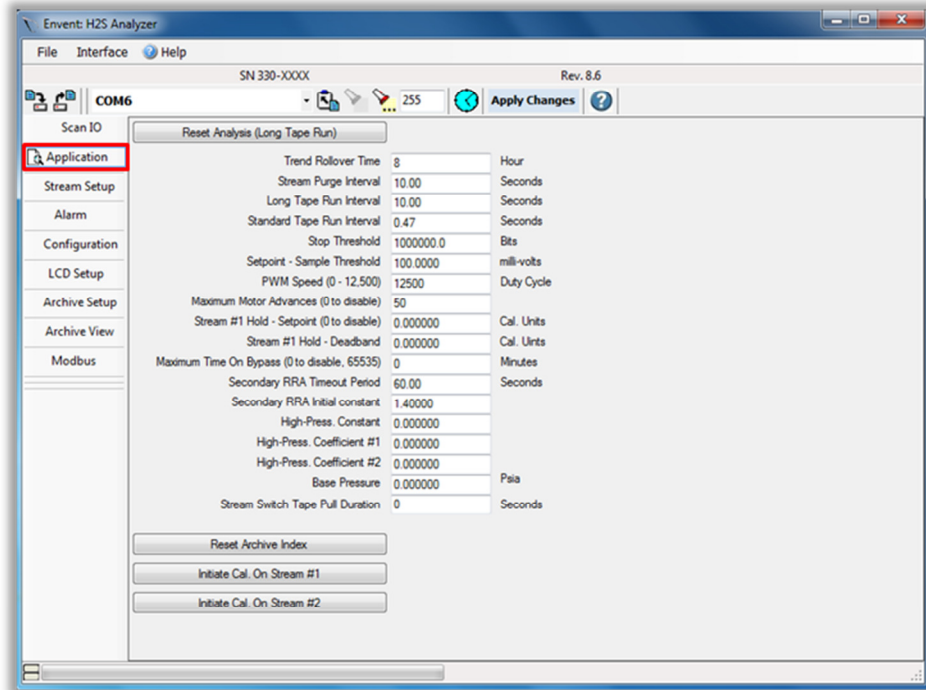 Envent: H2S Analyzer
File Interface Help
SN 330-XXXX Rev. 8.6
COM6 255 Apply Changes
Scan IO
Application
Stream Setup
Alarm
Configuration
LCD Setup
Archive Setup
Archive View
Modbus
Reset Analysis (Long Tape Run)
Trend Rollover Time 8 Hour
Stream Purge Interval 10.00 Seconds
Long Tape Run Interval 10.00 Seconds
Standard Tape Run Interval 0.47 Seconds
Stop Threshold 1000000.0 Bits
Setpoint - Sample Threshold 100.0000 milli-volts
PWM Speed (0 - 12,500) 12500 Duty Cycle
Maximum Motor Advances (0 to disable) 50
Stream #1 Hold - Setpoint (0 to disable) 0.000000 Cal. Units
Stream #1 Hold - Deadband 0.000000 Cal. UInts
Maximum Time On Bypass (0 to disable, 65535) 0 Minutes
Secondary RRA Timeout Period 60.00 Seconds
Secondary RRA Initial constant 1.40000
High-Press. Constant 0.000000
High-Press. Coefficient #1 0.000000
High-Press. Coefficient #2 0.000000
Base Pressure 0.000000 Psia
Stream Switch Tape Pull Duration 0 Seconds
Reset Archive Index
Initiate Cal. On Stream #1
Initiate Cal. On Stream #2